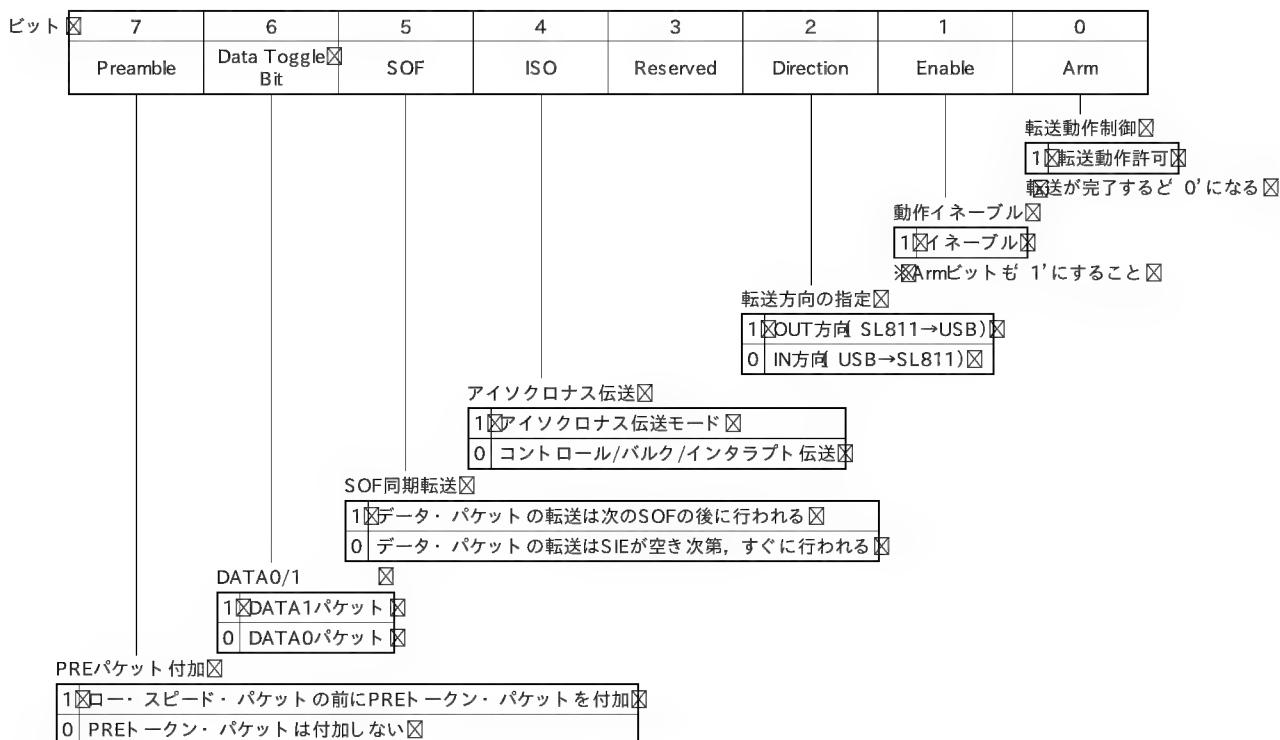 ビット 7 6 5 4 3 2 1 0
Preamble Data Toggle Bit SOF ISO Reserved Direction Enable Arm
転送動作制御
1 転送動作許可
転送が完了すると'0'になる
動作イネーブル
1 イネーブル
※Armビットも'1'にすること
転送方向の指定
1 OUT方向(SL811→USB)
0 IN方向(USB→SL811)
アイソクロナス伝送
1 アイソクロナス伝送モード
0 コントロール/バルク/インタラプト伝送
SOF同期転送
1 データ・パケットの転送は次のSOFの後に行われる
0 データ・パケットの転送はSIEが空き次第，すぐに行われる
DATA0/1
1 DATA1パケット
0 DATA0パケット
PREパケット付加
1 ロー・スピード・パケットの前にPREトークン・パケットを付加
0 PREトークン・パケットは付加しない